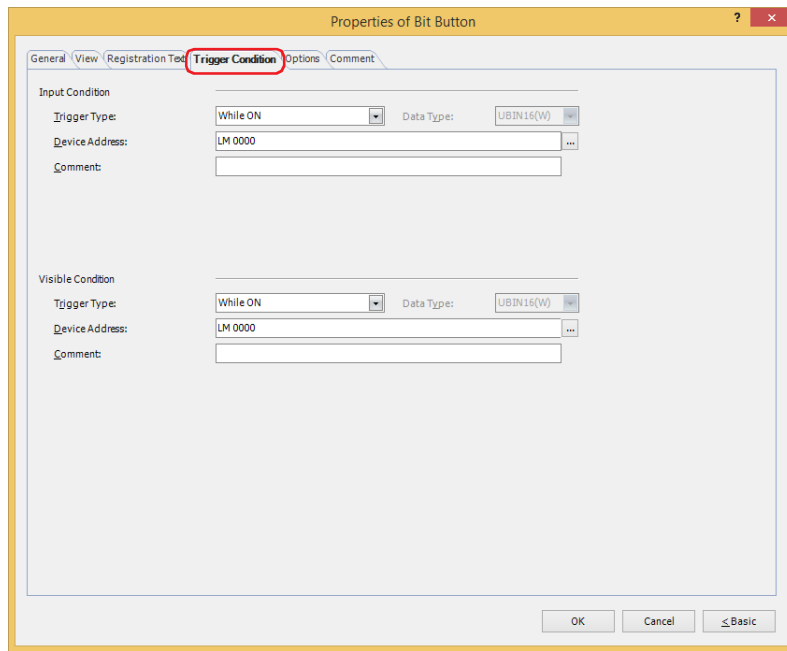 Properties of Bit Button ? ×
General View Registration Text Trigger Condition Options Comment
Input Condition
Trigger Type: While ON Data Type: UBIN16(W)
Device Address: LM 0000 ...
Comment:
Visible Condition
Trigger Type: While ON Data Type: UBIN16(W)
Device Address: LM 0000 ...
Comment:
OK Cancel < Basic